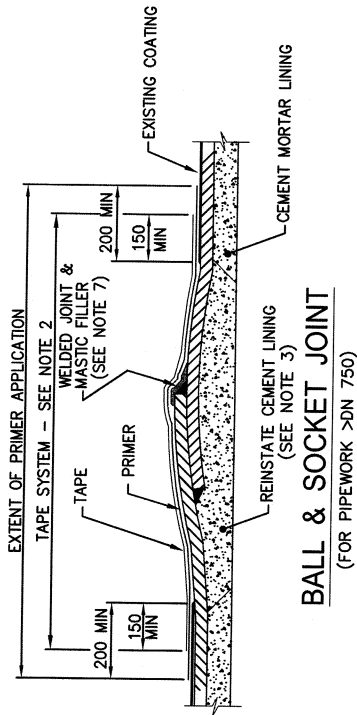 EXTENT OF PRIMER APPLICATION
TAPE SYSTEM – SEE NOTE 2
200 MIN
150
MIN
TAPE
PRIMER
WELDED JOINT &
MASTIC FILLER
(SEE NOTE 7)
200 MIN
150
MIN
EXISTING COATING
REINSTATE CEMENT LINING
(SEE NOTE 3)
CEMENT MORTAR LINING
BALL & SOCKET JOINT
(FOR PIPEWORK >DN 750)